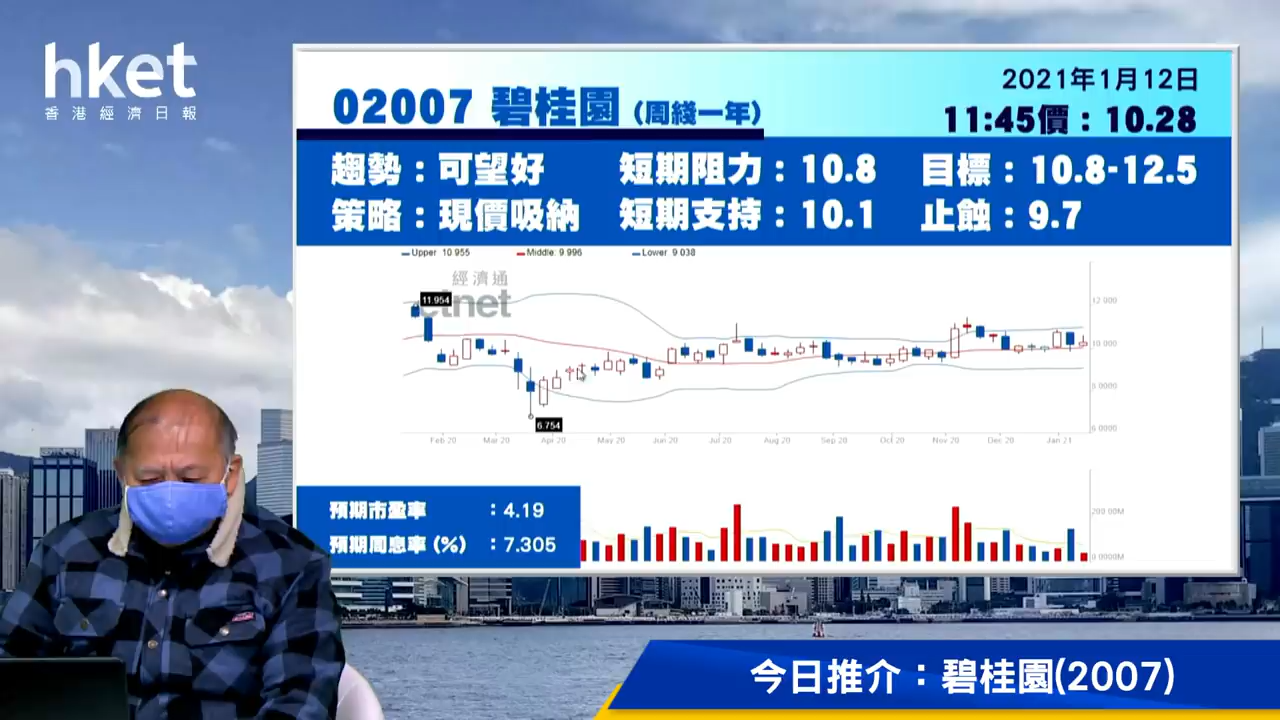 hket
香港經濟日報
2021年1月12日
02007 碧桂園 (周綫一年)
11:45價：10.28
趨勢：可望好 短期阻力：10.8 目標：10.8-12.5
策略：現價吸納 短期支持：10.1 止蝕：9.7
Upper 10.955 Middle: 9.996 Lower 9.038
經濟通
etnet
11.954
12.000
10.000
8.0000
6.754
6.0000
Feb 20 Mar 20 Apr 20 May 20 Jun 20 Jul 20 Aug 20 Sep 20 Oct 20 Nov 20 Dec 20 Jan 21
預期市盈率 ：4.19
預期周息率 (%) ：7.305
200.00M
0.0000M
今日推介：碧桂園(2007)